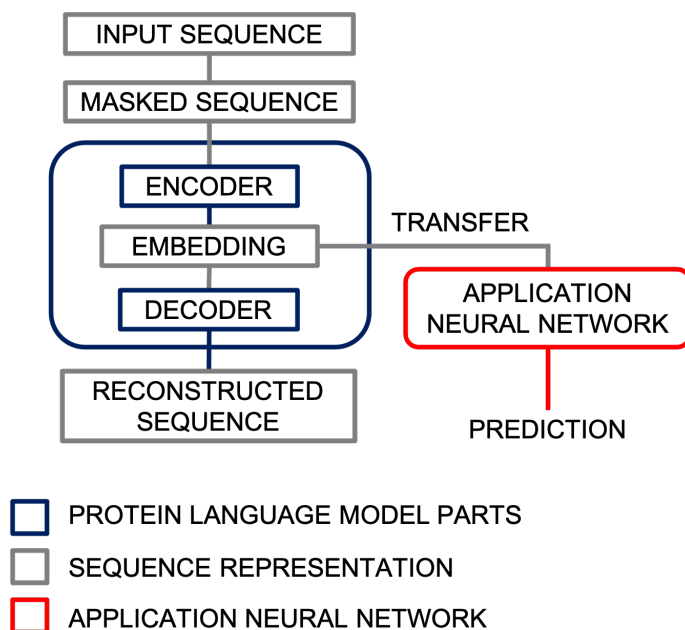 INPUT SEQUENCE
MASKED SEQUENCE
ENCODER
TRANSFER
EMBEDDING
DECODER
APPLICATION
NEURAL NETWORK
RECONSTRUCTED
SEQUENCE
PREDICTION
PROTEIN LANGUAGE MODEL PARTS
SEQUENCE REPRESENTATION
APPLICATION NEURAL NETWORK